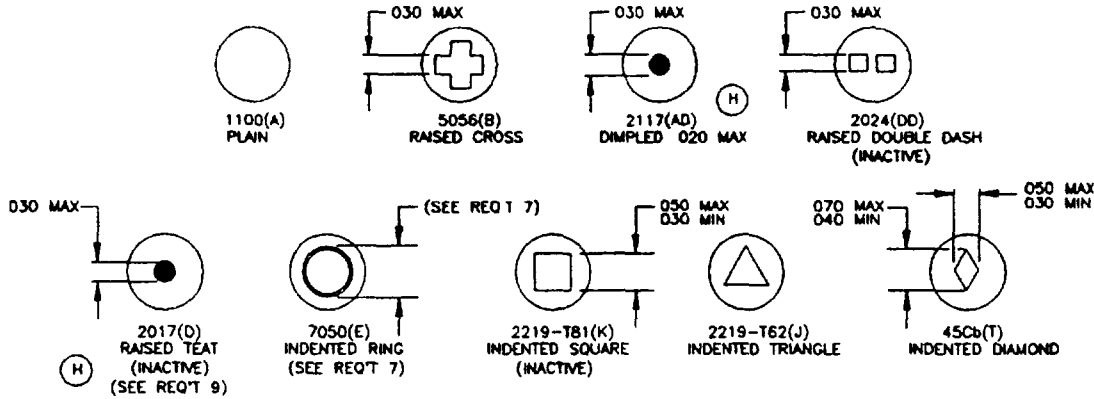 030 MAX
030 MAX
030 MAX
1100(A)
PLAIN
5056(B)
RAISED CROSS
2117(AD)
DIMPLED 020 MAX
H
2024(DD)
RAISED DOUBLE DASH
(INACTIVE)
030 MAX
(SEE REQ'T 7)
050 MAX
030 MIN
070 MAX
040 MIN
050 MAX
030 MIN
2017(D)
RAISED TEAT
(INACTIVE)
(SEE REQ'T 9)
H
7050(E)
INDENTED RING
(SEE REQ'T 7)
2219-T81(K)
INDENTED SQUARE
(INACTIVE)
2219-T62(J)
INDENTED TRIANGLE
45Cb(T)
INDENTED DIAMOND